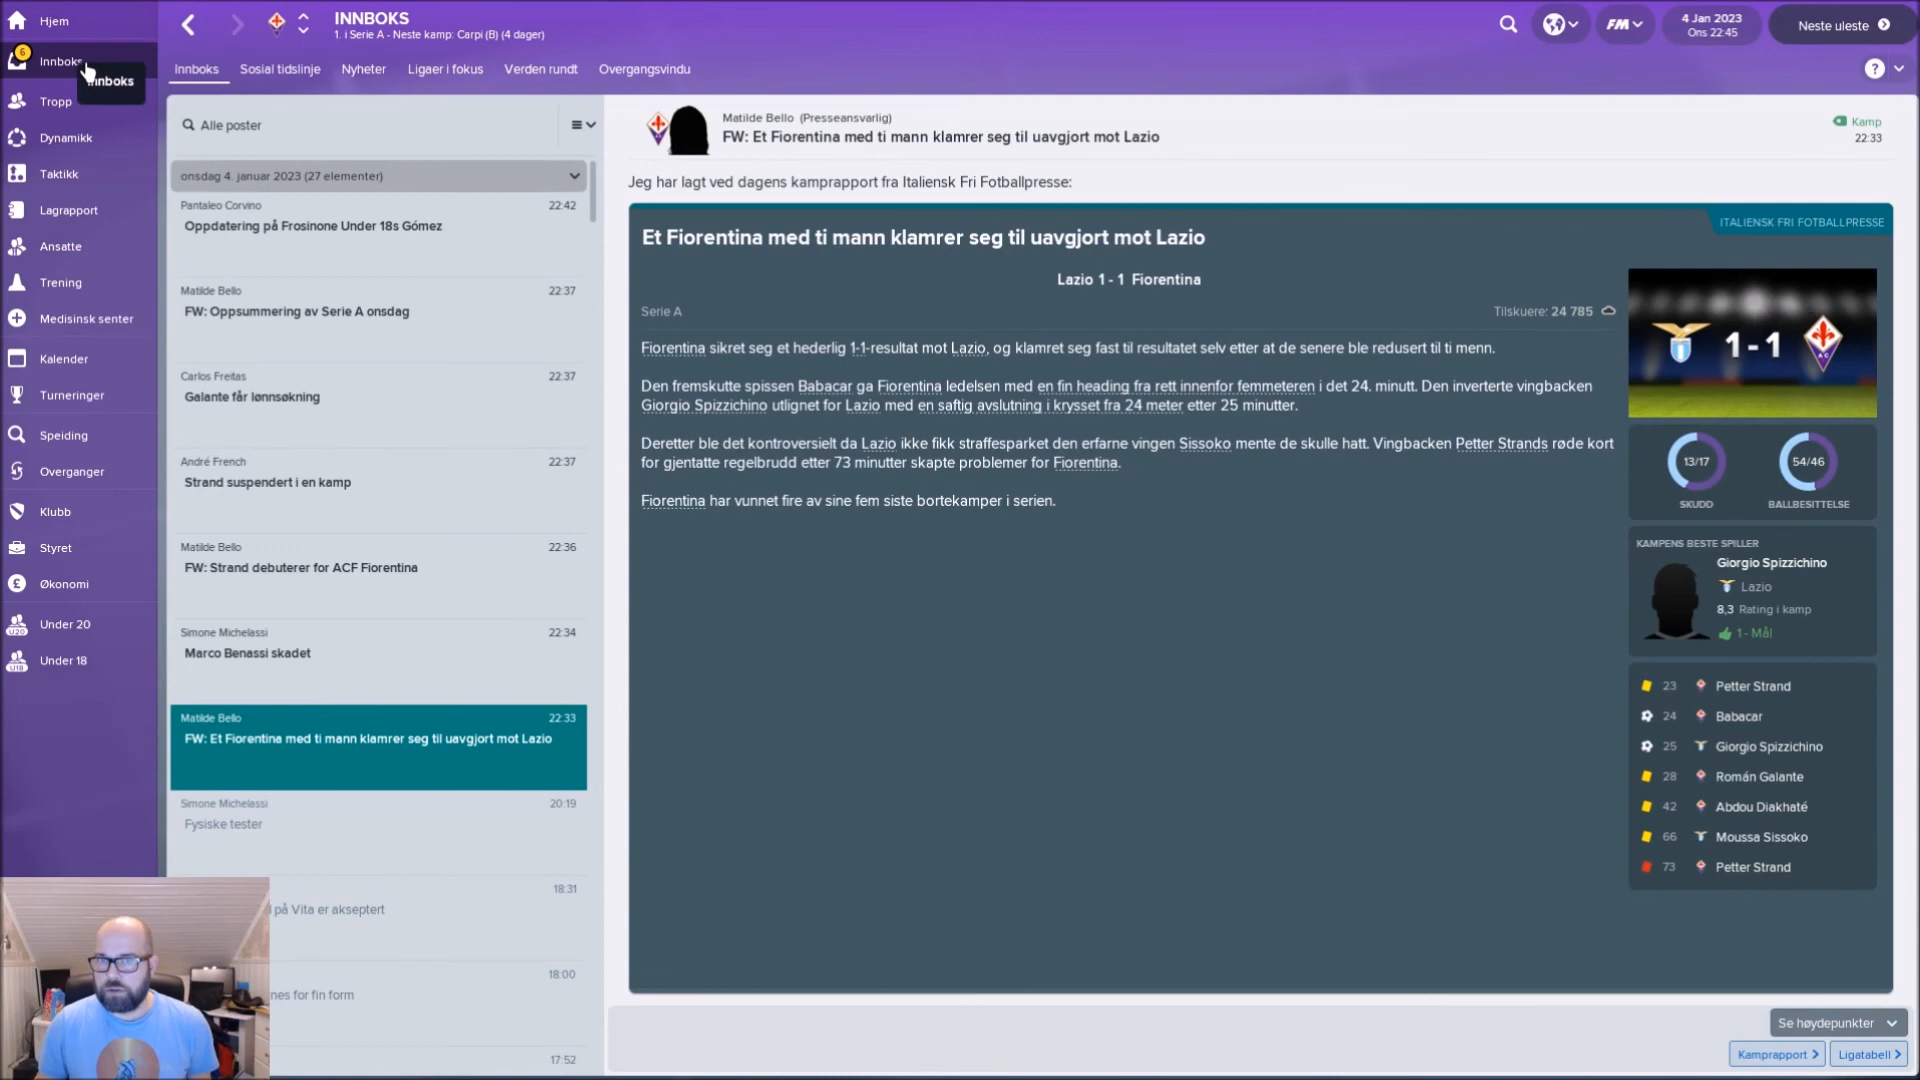 Hjem
6
Innboks
Innboks
Tropp
Dynamikk
Taktikk
Lagrapport
Ansatte
Trening
Medisinsk senter
Kalender
Turneringer
Speiding
Overganger
Klubb
Styret
Økonomi
U20
Under 20
U18
Under 18
INNBOKS
1. i Serie A - Neste kamp: Carpi (B) (4 dager)
FM
4 Jan 2023
Ons 22:45
Neste uleste
Innboks
Sosial tidslinje
Nyheter
Ligaer i fokus
Verden rundt
Overgangsvindu
?
Alle poster
onsdag 4. januar 2023 (27 elementer)
Pantaleo Corvino 22:42
Oppdatering på Frosinone Under 18s Gómez
Matilde Bello 22:37
FW: Oppsummering av Serie A onsdag
Carlos Freitas 22:37
Galante får lønnsøkning
André French 22:37
Strand suspendert i en kamp
Matilde Bello 22:36
FW: Strand debuterer for ACF Fiorentina
Simone Michelassi 22:34
Marco Benassi skadet
Matilde Bello 22:33
FW: Et Fiorentina med ti mann klamrer seg til uavgjort mot Lazio
Simone Michelassi 20:19
Fysiske tester
18:31
på Vita er akseptert
18:00
nes for fin form
17:52
Matilde Bello (Presseansvarlig)
FW: Et Fiorentina med ti mann klamrer seg til uavgjort mot Lazio
Kamp
22:33
Jeg har lagt ved dagens kamprapport fra Italiensk Fri Fotballpresse:
ITALIENSK FRI FOTBALLPRESSE
Et Fiorentina med ti mann klamrer seg til uavgjort mot Lazio
Lazio 1 - 1 Fiorentina
Serie A
Tilskuere: 24 785
Fiorentina sikret seg et hederlig 1-1-resultat mot Lazio, og klamret seg fast til resultatet selv etter at de senere ble redusert til ti menn.
Den fremskutte spissen Babacar ga Fiorentina ledelsen med en fin heading fra rett innenfor femmeteren i det 24. minutt. Den inverterte vingbacken
Giorgio Spizzichino utlignet for Lazio med en saftig avslutning i krysset fra 24 meter etter 25 minutter.
Deretter ble det kontroversielt da Lazio ikke fikk straffesparket den erfarne vingen Sissoko mente de skulle hatt. Vingbacken Petter Strands røde kort
for gjentatte regelbrudd etter 73 minutter skapte problemer for Fiorentina.
Fiorentina har vunnet fire av sine fem siste bortekamper i serien.
1 - 1
13/17
SKUDD
54/46
BALLBESITTELSE
KAMPENS BESTE SPILLER
Giorgio Spizzichino
Lazio
8,3 Rating i kamp
1 - Mål
23 Petter Strand
24 Babacar
25 Giorgio Spizzichino
28 Román Galante
42 Abdou Diakhaté
66 Moussa Sissoko
73 Petter Strand
Se høydepunkter
Kamprapport
Ligatabell